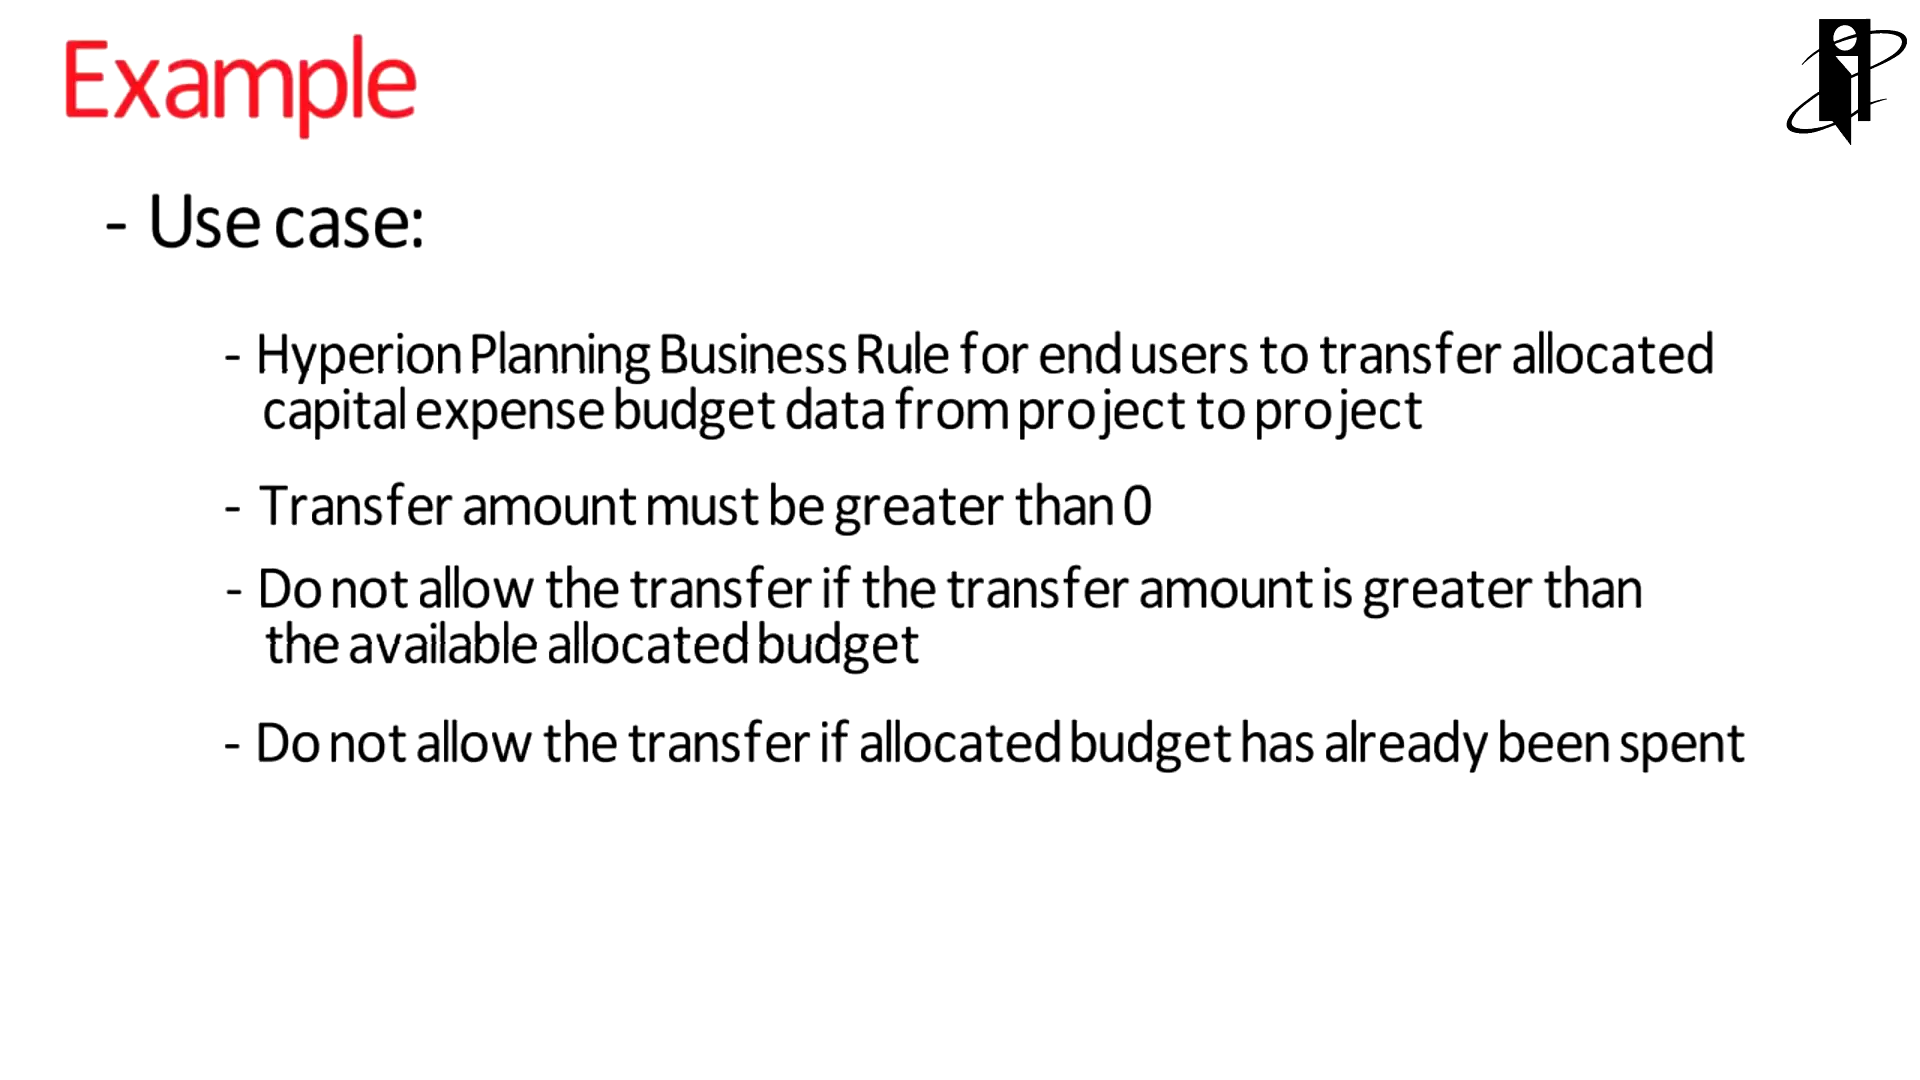 Example
- Use case:
- Hyperion Planning Business Rule for end users to transfer allocated
capital expense budget data from project to project
- Transfer amount must be greater than 0
- Do not allow the transfer if the transfer amount is greater than
the available allocated budget
- Do not allow the transfer if allocated budget has already been spent